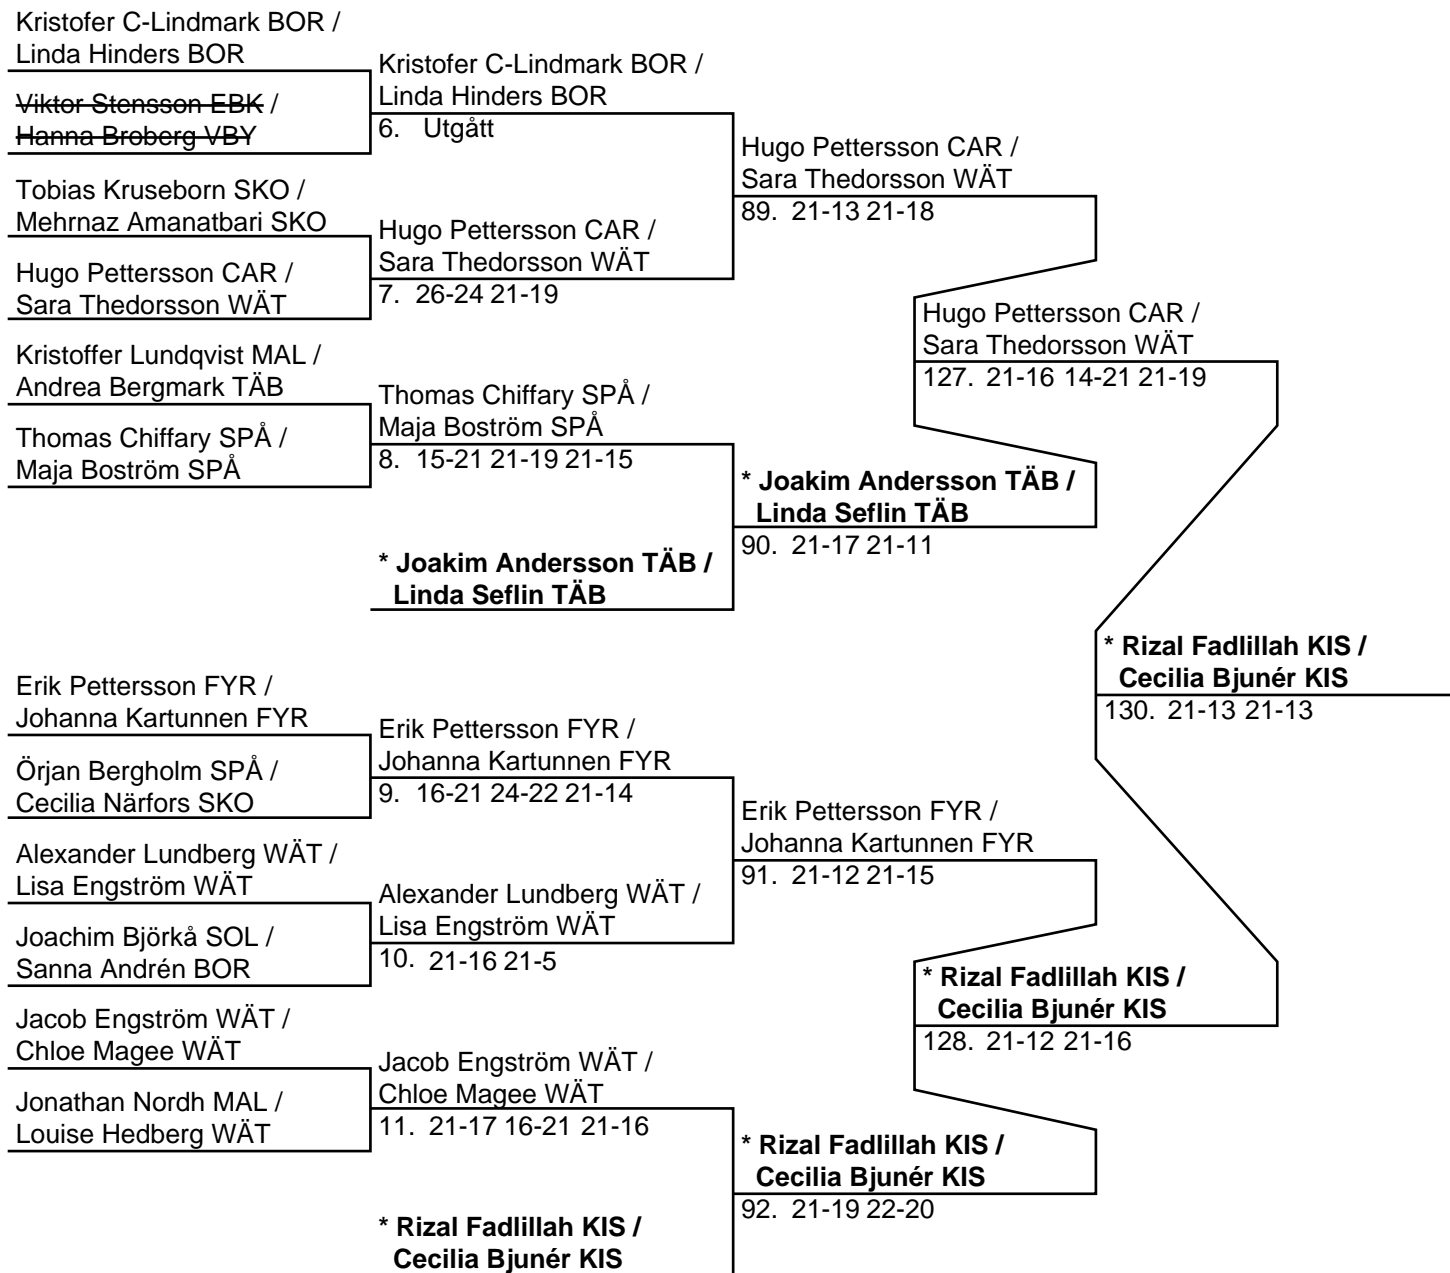 Kristofer C-Lindmark BOR /
Linda Hinders BOR
Viktor Stensson EBK /
Hanna Broberg VBY
Tobias Kruseborn SKO /
Mehrnaz Amanatbari SKO
Hugo Pettersson CAR /
Sara Thedorsson WÄT
Kristoffer Lundqvist MAL /
Andrea Bergmark TÄB
Thomas Chiffary SPÅ /
Maja Boström SPÅ
Erik Pettersson FYR /
Johanna Kartunnen FYR
Örjan Bergholm SPÅ /
Cecilia Närfors SKO
Alexander Lundberg WÄT /
Lisa Engström WÄT
Joachim Björkå SOL /
Sanna Andrén BOR
Jacob Engström WÄT /
Chloe Magee WÄT
Jonathan Nordh MAL /
Louise Hedberg WÄT
Kristofer C-Lindmark BOR /
Linda Hinders BOR
6. Utgått
Hugo Pettersson CAR /
Sara Thedorsson WÄT
7. 26-24 21-19
Thomas Chiffary SPÅ /
Maja Boström SPÅ
8. 15-21 21-19 21-15
* Joakim Andersson TÄB /
Linda Seflin TÄB
Erik Pettersson FYR /
Johanna Kartunnen FYR
9. 16-21 24-22 21-14
Alexander Lundberg WÄT /
Lisa Engström WÄT
10. 21-16 21-5
Jacob Engström WÄT /
Chloe Magee WÄT
11. 21-17 16-21 21-16
* Rizal Fadlillah KIS /
Cecilia Bjunér KIS
Hugo Pettersson CAR /
Sara Thedorsson WÄT
89. 21-13 21-18
* Joakim Andersson TÄB /
Linda Seflin TÄB
90. 21-17 21-11
Erik Pettersson FYR /
Johanna Kartunnen FYR
91. 21-12 21-15
* Rizal Fadlillah KIS /
Cecilia Bjunér KIS
92. 21-19 22-20
Hugo Pettersson CAR /
Sara Thedorsson WÄT
127. 21-16 14-21 21-19
* Rizal Fadlillah KIS /
Cecilia Bjunér KIS
128. 21-12 21-16
* Rizal Fadlillah KIS /
Cecilia Bjunér KIS
130. 21-13 21-13